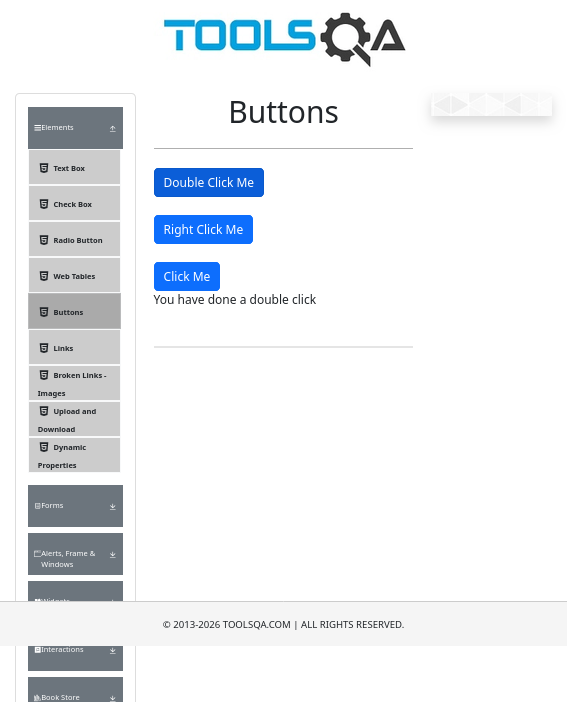 TOOLSQA
Elements
Text Box
Check Box
Radio Button
Web Tables
Buttons
Links
Broken Links -
Images
Upload and
Download
Dynamic
Properties
Forms
Alerts, Frame &
Windows
Widgets
Interactions
Book Store
Buttons
Double Click Me
Right Click Me
Click Me
You have done a double click
© 2013-2026 TOOLSQA.COM | ALL RIGHTS RESERVED.